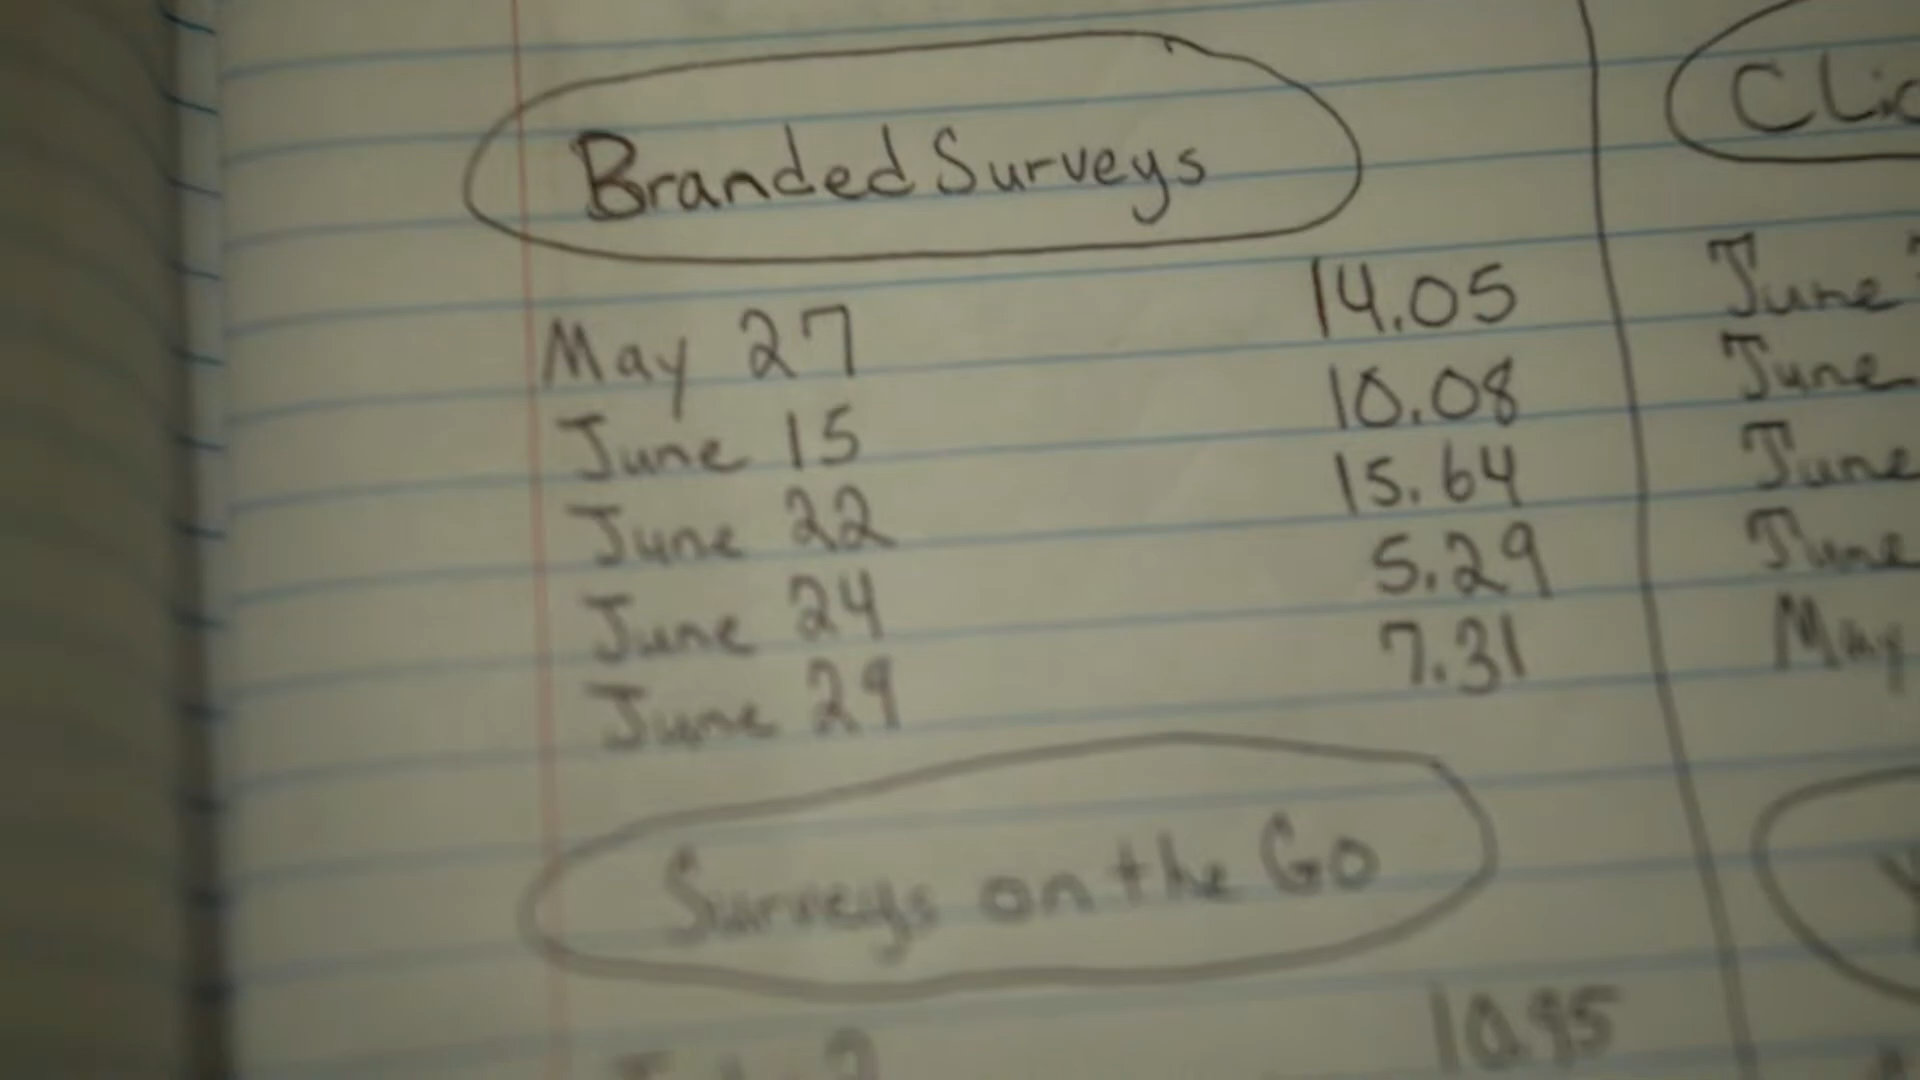 Branded Surveys
May 27 14.05
June 15 10.08
June 22 15.64
June 24 5.29
June 29 7.31
Surveys on the Go
10.95
June
June
June
June
May